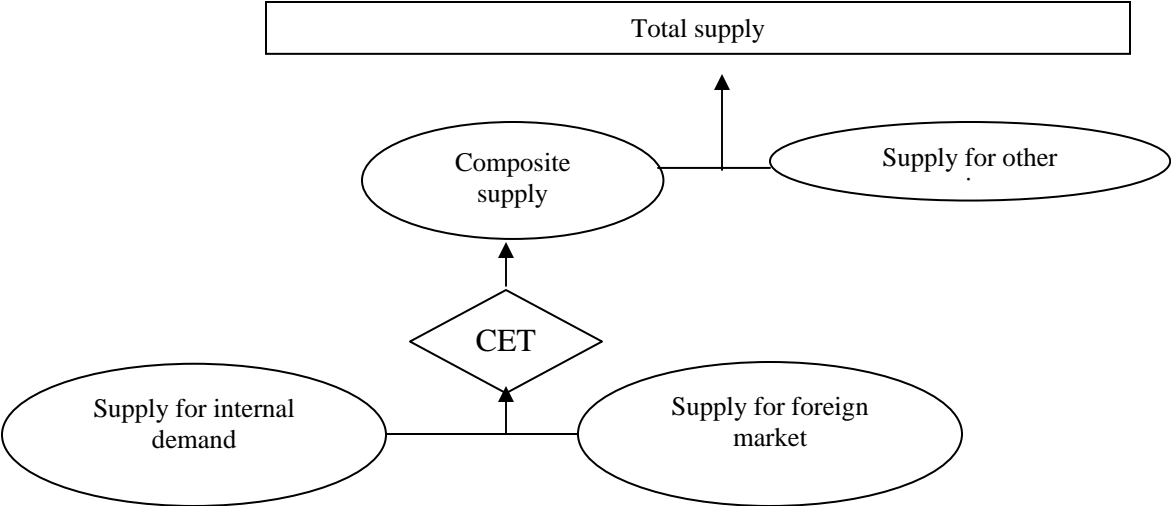 Total supply
Composite
supply
Supply for other
CET
Supply for internal
demand
Supply for foreign
market